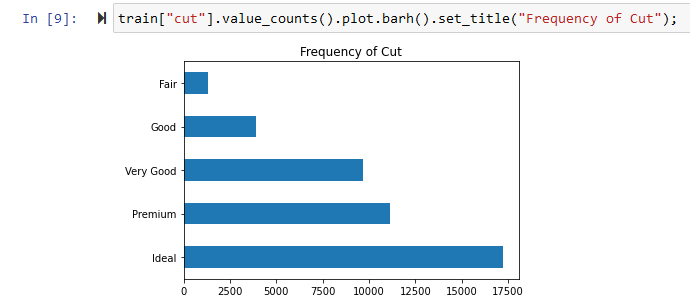 In [9]: train["cut"].value_counts().plot.barh().set_title("Frequency of Cut");
Frequency of Cut
Fair
Good
Very Good
Premium
Ideal
0 2500 5000 7500 10000 12500 15000 17500